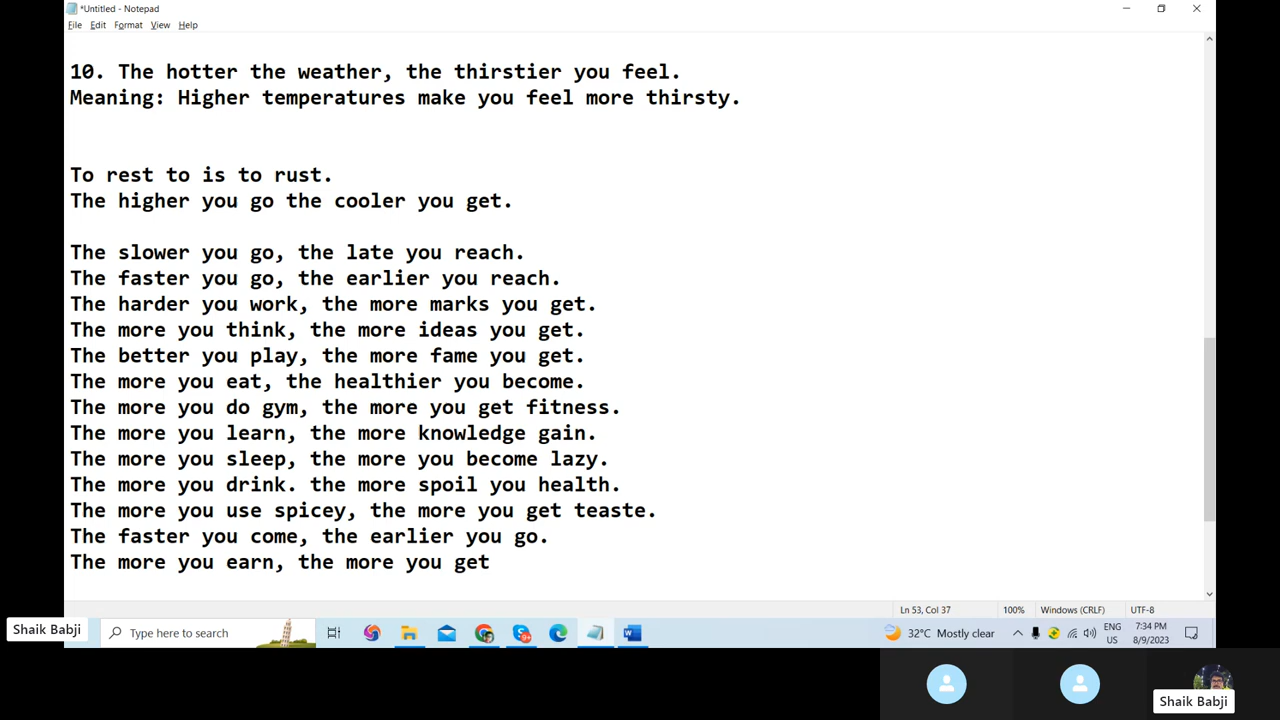 *Untitled - Notepad
File Edit Format View Help
10. The hotter the weather, the thirstier you feel.
Meaning: Higher temperatures make you feel more thirsty.
To rest to is to rust.
The higher you go the cooler you get.
The slower you go, the late you reach.
The faster you go, the earlier you reach.
The harder you work, the more marks you get.
The more you think, the more ideas you get.
The better you play, the more fame you get.
The more you eat, the healthier you become.
The more you do gym, the more you get fitness.
The more you learn, the more knowledge gain.
The more you sleep, the more you become lazy.
The more you drink. the more spoil you health.
The more you use spicey, the more you get teaste.
The faster you come, the earlier you go.
The more you earn, the more you get
Ln 53, Col 37 100% Windows (CRLF) UTF-8
Shaik Babji
Type here to search
32°C Mostly clear
ENG
US
7:34 PM
8/9/2023
Shaik Babji